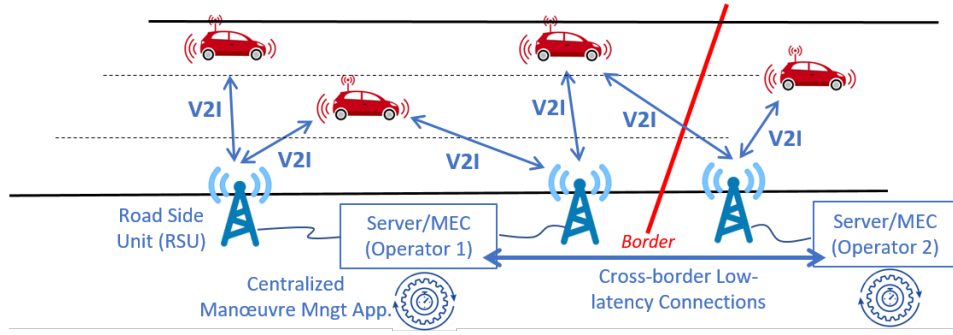 V2I
V2I
V2I
V2I
V2I
V2I
Road Side
Unit (RSU)
Server/MEC
(Operator 1)
Border
Server/MEC
(Operator 2)
Centralized
Manœuvre Mngt App.
Cross-border Low-
latency Connections